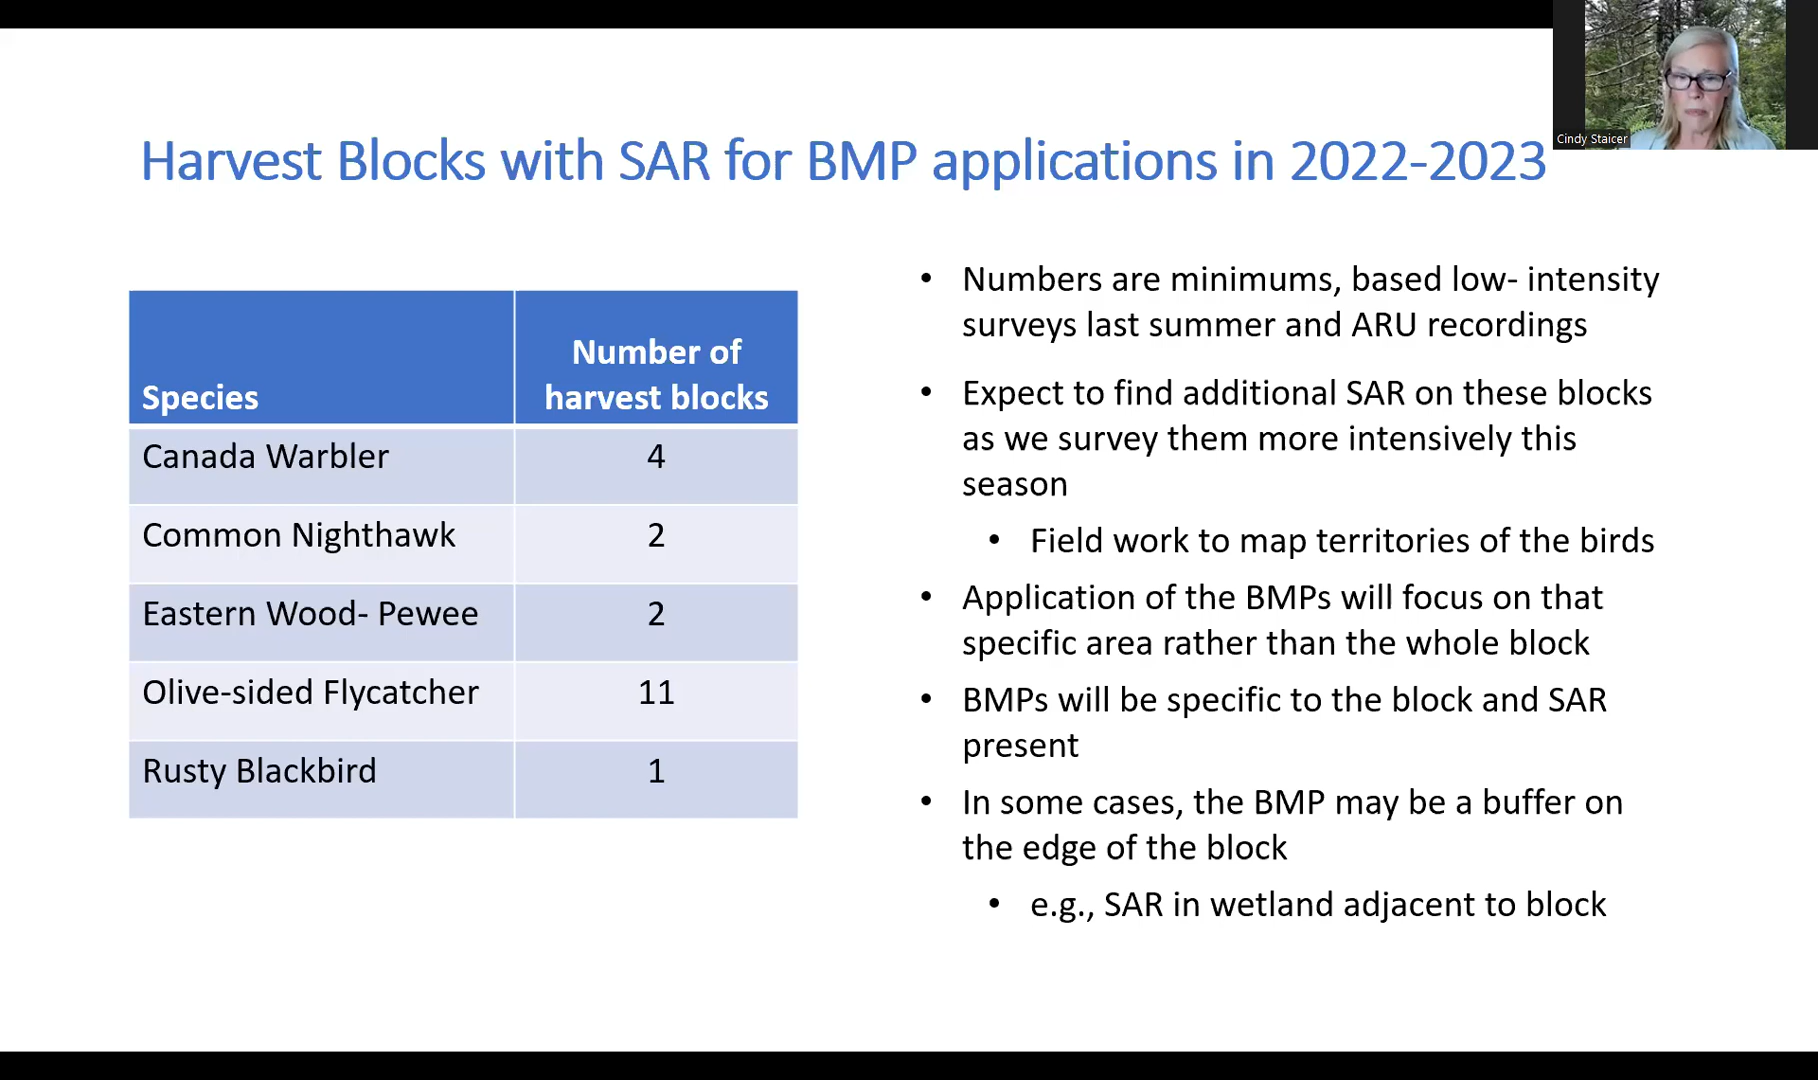 Cindy Staicer
Harvest Blocks with SAR for BMP applications in 2022-2023
Species
Number of
harvest blocks
Canada Warbler 4
Common Nighthawk 2
Eastern Wood- Pewee 2
Olive-sided Flycatcher 11
Rusty Blackbird 1
• Numbers are minimums, based low- intensity
surveys last summer and ARU recordings
• Expect to find additional SAR on these blocks
as we survey them more intensively this
season
• Field work to map territories of the birds
• Application of the BMPs will focus on that
specific area rather than the whole block
• BMPs will be specific to the block and SAR
present
• In some cases, the BMP may be a buffer on
the edge of the block
• e.g., SAR in wetland adjacent to block